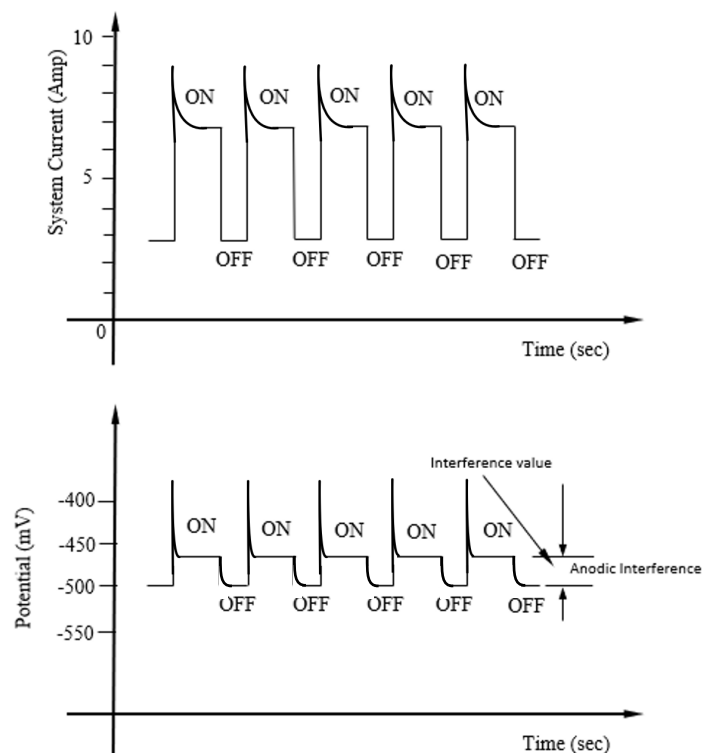 10
System Current (Amp)
ON
ON
ON
ON
ON
5
OFF
OFF
OFF
OFF
OFF
0
Time (sec)
Interference value
-400
Potential (mV)
ON
ON
ON
ON
ON
-450
Anodic Interference
-500
OFF
OFF
OFF
OFF
OFF
-550
Time (sec)